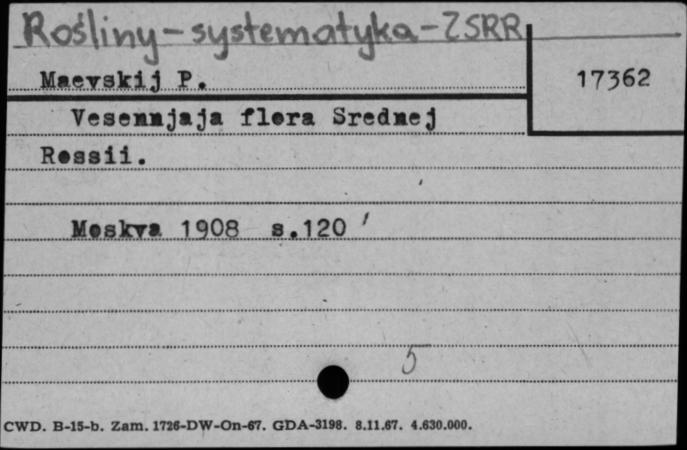 Rośliny - systematyka - ZSRR
Maevskij P.
17362
Vesennjaja flora Srednej
Rossii.
Moskva 1908 s.120
5
CWD. B-15-b. Zam. 1726-DW-On-67. GDA-3198. 8.11.67. 4.630.000.